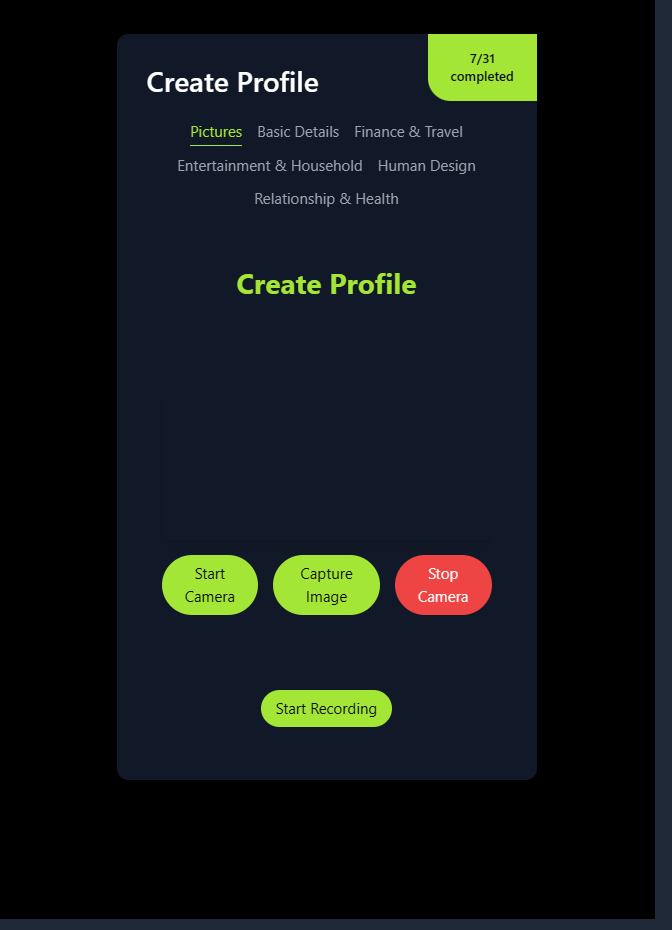 7/31
completed
Create Profile
Pictures Basic Details Finance & Travel
Entertainment & Household Human Design
Relationship & Health
Create Profile
Start Camera
Capture Image
Stop Camera
Start Recording